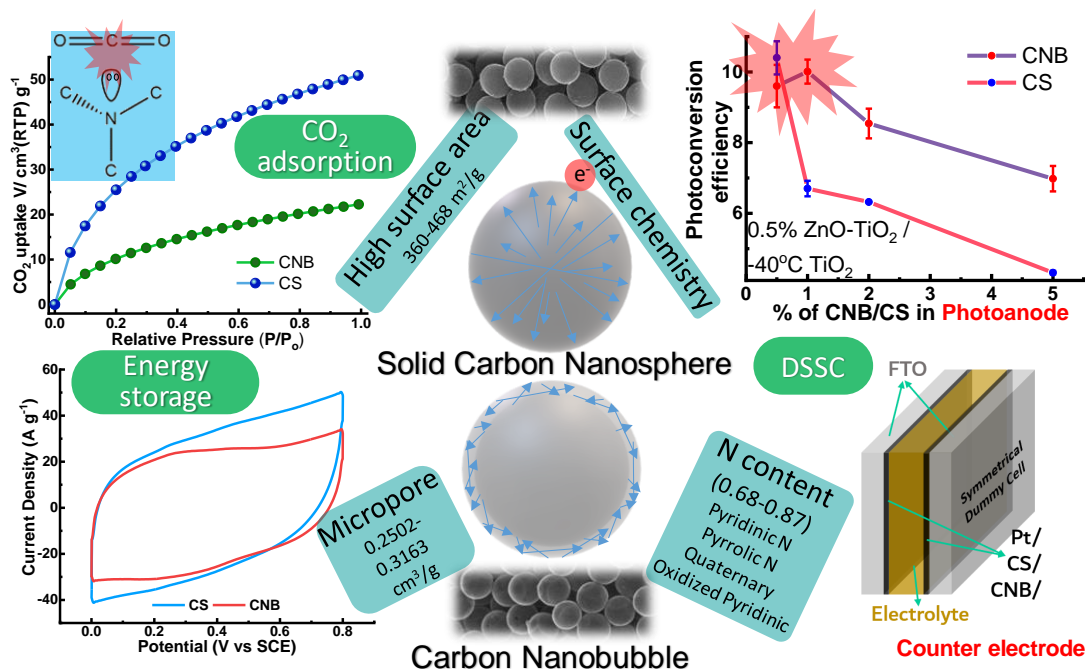 O C O
C C
N
C
50
40
30
20
10
0
CO2 uptake V/ cm3(RTP) g-1
CO2
adsorption
CNB
CS
0.0 0.2 0.4 0.6 0.8 1.0
Relative Pressure (P/Po)
High surface area
360-468 m2/g
Surface chemistry
e-
Solid Carbon Nanosphere
10
8
6
4
Photoconversion
efficiency
CNB
CS
0.5% ZnO-TiO2 /
-40oC TiO2
0 1 2 3 4 5
% of CNB/CS in Photoanode
Energy
storage
60
40
20
0
-20
-40
Current Density (A g-1)
CS CNB
0.0 0.2 0.4 0.6 0.8
Potential (V vs SCE)
Micropore
0.2502-
0.3163
cm3/g
Carbon Nanobubble
N content
(0.68-0.87)
Pyridinic N
Pyrrolic N
Quaternary
Oxidized Pyridinic
DSSC
FTO
Symmetrical
Dummy Cell
Pt/
CS/
CNB/
Electrolyte
Counter electrode